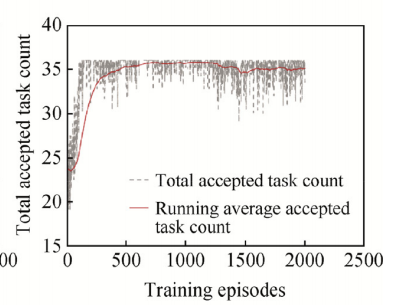 Total accepted task count
40
35
30
25
20
15
00
0
500
1000
1500
2000
2500
Training episodes
Total accepted task count
Running average accepted
task count